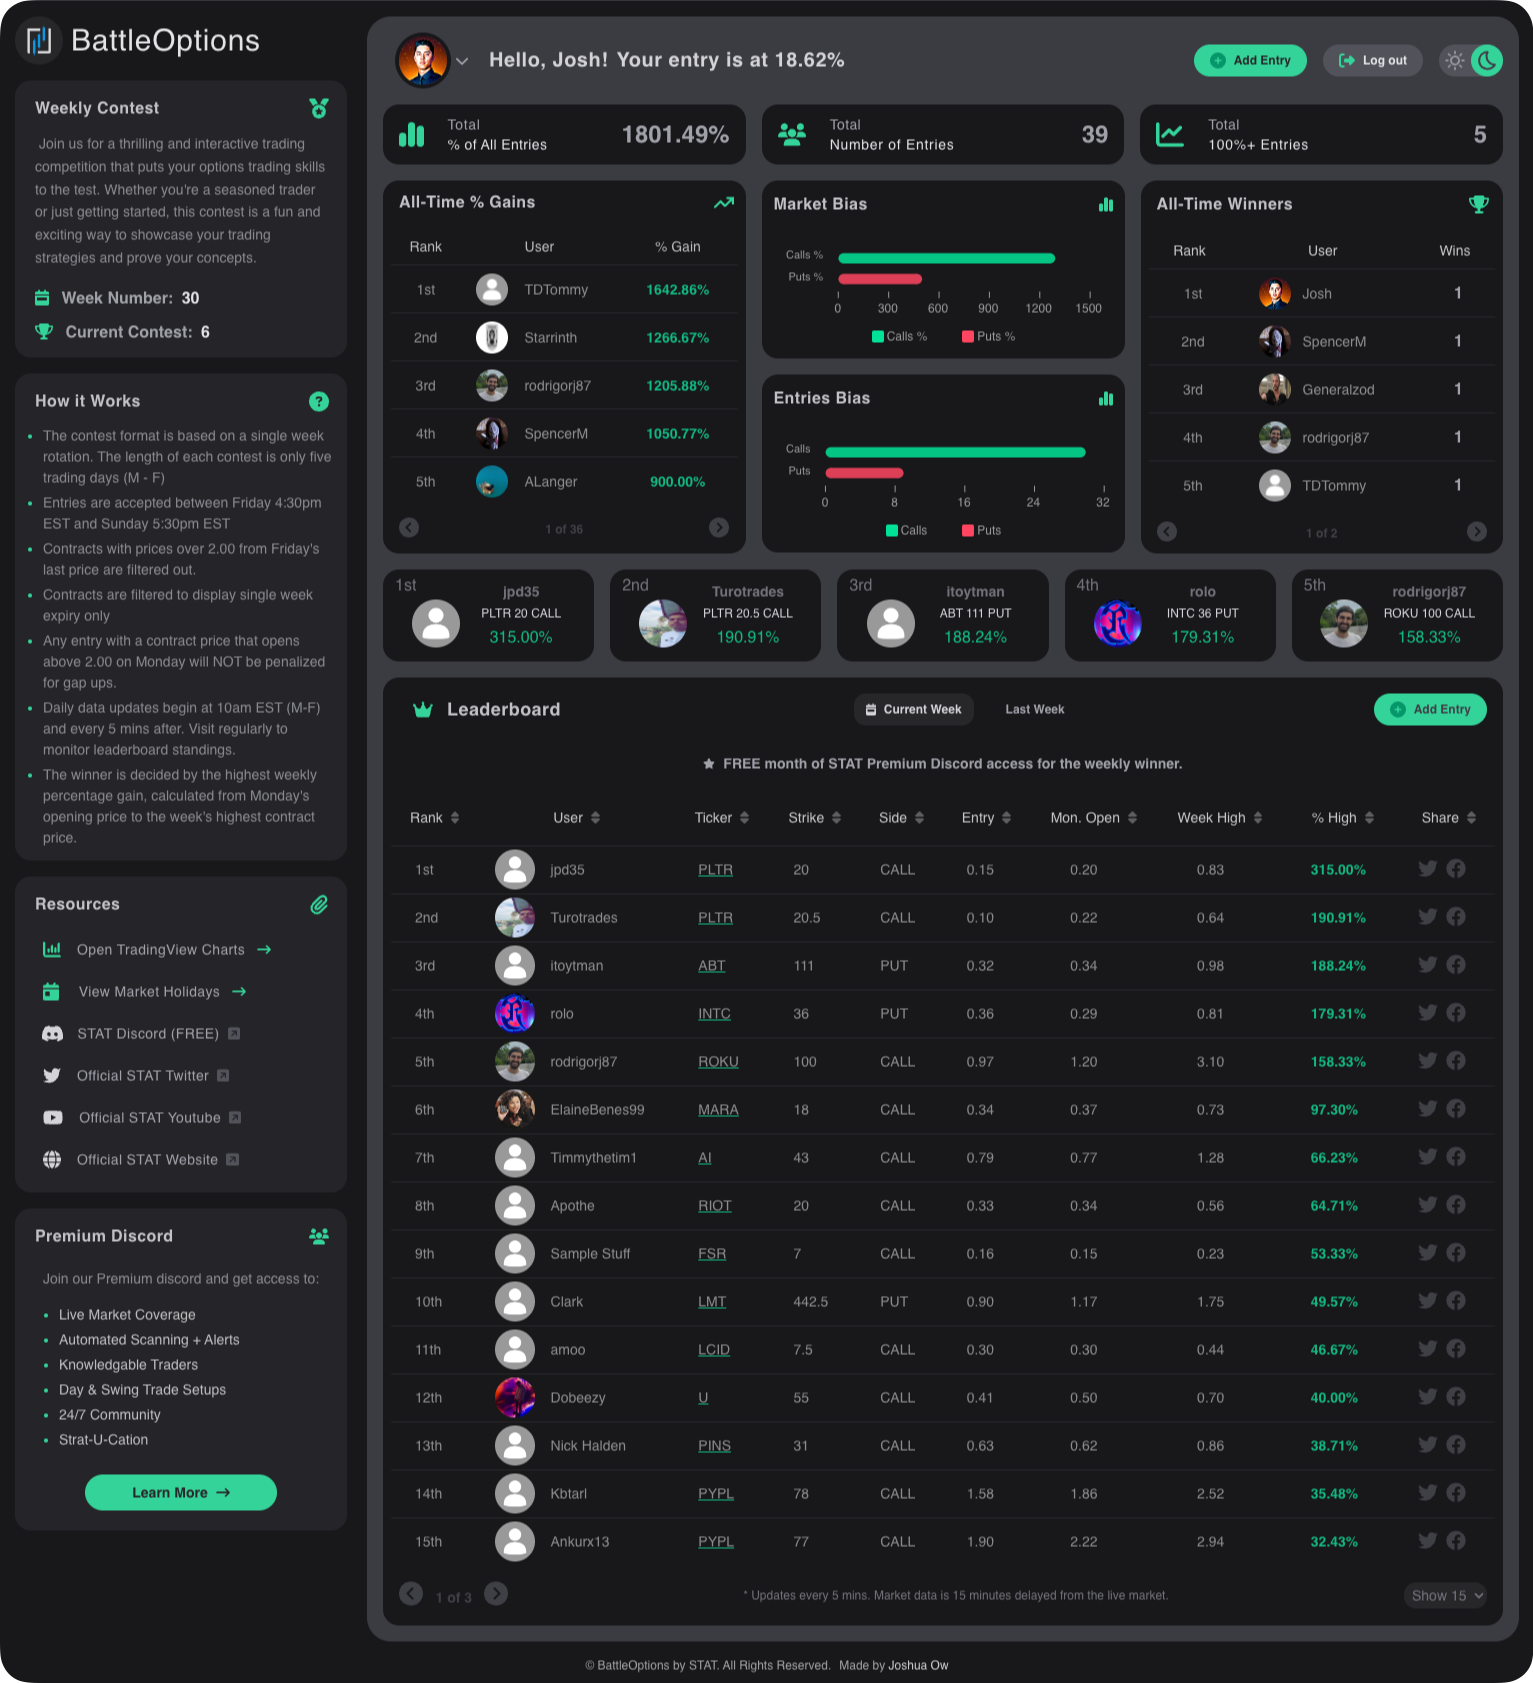 BattleOptions
Weekly Contest
Join us for a thrilling and interactive trading
competition that puts your options trading skills
to the test. Whether you're a seasoned trader
or just getting started, this contest is a fun and
exciting way to showcase your trading
strategies and prove your concepts.
Week Number: 30
Current Contest: 6
How it Works
?
• The contest format is based on a single week
rotation. The length of each contest is only five
trading days (M - F)
• Entries are accepted between Friday 4:30pm
EST and Sunday 5:30pm EST
• Contracts with prices over 2.00 from Friday's
last price are filtered out.
• Contracts are filtered to display single week
expiry only
• Any entry with a contract price that opens
above 2.00 on Monday will NOT be penalized
for gap ups.
• Daily data updates begin at 10am EST (M-F)
and every 5 mins after. Visit regularly to
monitor leaderboard standings.
• The winner is decided by the highest weekly
percentage gain, calculated from Monday's
opening price to the week's highest contract
price.
Resources
Open TradingView Charts →
View Market Holidays →
STAT Discord (FREE)
Official STAT Twitter
Official STAT Youtube
Official STAT Website
Premium Discord
Join our Premium discord and get access to:
• Live Market Coverage
• Automated Scanning + Alerts
• Knowledgable Traders
• Day & Swing Trade Setups
• 24/7 Community
• Strat-U-Cation
Learn More →
Hello, Josh! Your entry is at 18.62%
Add Entry
Log out
Total
% of All Entries
1801.49%
Total
Number of Entries
39
Total
100%+ Entries
5
All-Time % Gains
Rank User % Gain
1st TDTommy 1642.86%
2nd Starrinth 1266.67%
3rd rodrigorj87 1205.88%
4th SpencerM 1050.77%
5th ALanger 900.00%
1 of 36
Market Bias
Calls %
Puts %
0 300 600 900 1200 1500
Calls % Puts %
Entries Bias
Calls
Puts
0 8 16 24 32
Calls Puts
All-Time Winners
Rank User Wins
1st Josh 1
2nd SpencerM 1
3rd Generalzod 1
4th rodrigorj87 1
5th TDTommy 1
1 of 2
1st
jpd35
PLTR 20 CALL
315.00%
2nd
Turotrades
PLTR 20.5 CALL
190.91%
3rd
itoytman
ABT 111 PUT
188.24%
4th
rolo
INTC 36 PUT
179.31%
5th
rodrigorj87
ROKU 100 CALL
158.33%
Leaderboard
Current Week
Last Week
Add Entry
★ FREE month of STAT Premium Discord access for the weekly winner.
Rank User Ticker Strike Side Entry Mon. Open Week High % High Share
1st jpd35 PLTR 20 CALL 0.15 0.20 0.83 315.00%
2nd Turotrades PLTR 20.5 CALL 0.10 0.22 0.64 190.91%
3rd itoytman ABT 111 PUT 0.32 0.34 0.98 188.24%
4th rolo INTC 36 PUT 0.36 0.29 0.81 179.31%
5th rodrigorj87 ROKU 100 CALL 0.97 1.20 3.10 158.33%
6th ElaineBenes99 MARA 18 CALL 0.34 0.37 0.73 97.30%
7th Timmythetim1 AI 43 CALL 0.79 0.77 1.28 66.23%
8th Apothe RIOT 20 CALL 0.33 0.34 0.56 64.71%
9th Sample Stuff FSR 7 CALL 0.16 0.15 0.23 53.33%
10th Clark LMT 442.5 PUT 0.90 1.17 1.75 49.57%
11th amoo LCID 7.5 CALL 0.30 0.30 0.44 46.67%
12th Dobeezy U 55 CALL 0.41 0.50 0.70 40.00%
13th Nick Halden PINS 31 CALL 0.63 0.62 0.86 38.71%
14th Kbtarl PYPL 78 CALL 1.58 1.86 2.52 35.48%
15th Ankurx13 PYPL 77 CALL 1.90 2.22 2.94 32.43%
1 of 3
* Updates every 5 mins. Market data is 15 minutes delayed from the live market.
Show 15
© BattleOptions by STAT. All Rights Reserved. Made by Joshua Ow